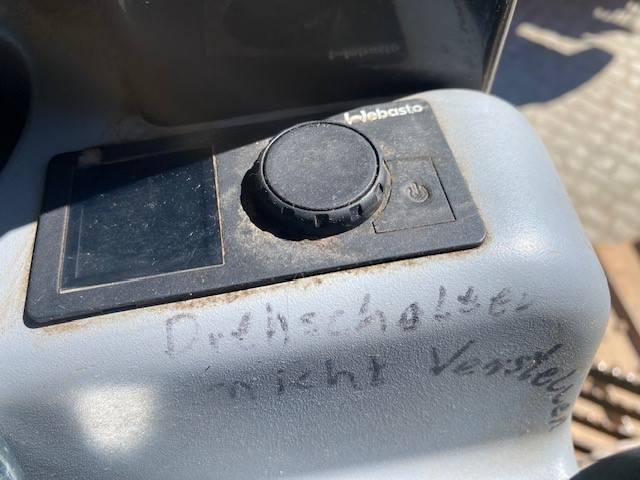 Webasto
Drehschalter
nicht Verstellen